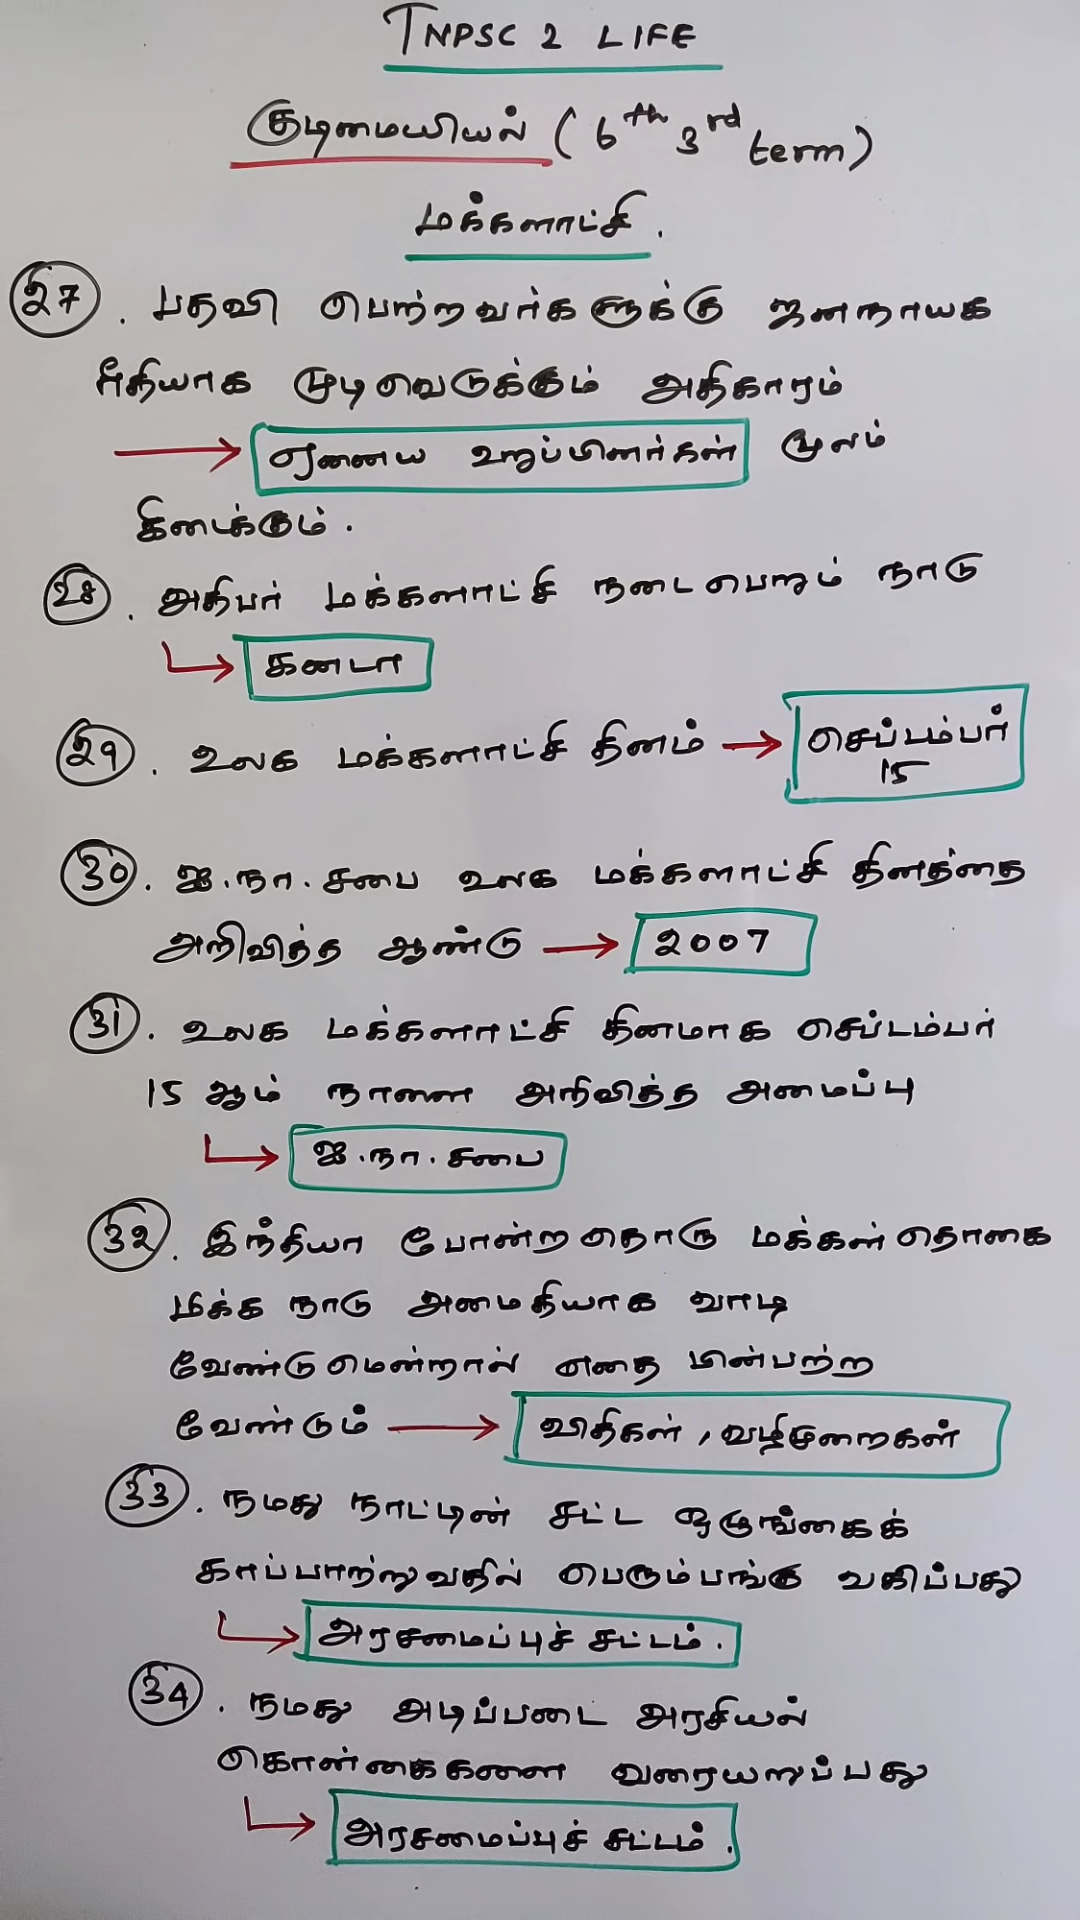 TNPSC 2 LIFE
குடிமையியல் (6th 3rd term)
மக்களாட்சி.
27. பதவி பெற்றவர்களுக்கு ஜனநாயக
ரீதியாக முடிவெடுக்கும் அதிகாரம்
→ ஏனைய உறுப்பினர்கள் மூலம்
கிடைக்கும்.
28. அதிபர் மக்களாட்சி நடைபெறும் நாடு
→ கனடா
29. உலக மக்களாட்சி தினம் → செப்டம்பர்
15
30. ஐ.நா.சபை உலக மக்களாட்சி தினத்தை
அறிவித்த ஆண்டு → 2007
31. உலக மக்களாட்சி தினமாக செப்டம்பர்
15 ஆம் நாளை அறிவித்த அமைப்பு
→ ஐ.நா.சபை
32. இந்தியா போன்றதொரு மக்கள்தொகை
மிக்க நாடு அமைதியாக வாழ
வேண்டுமென்றால் எதை பின்பற்ற
வேண்டும் → விதிகள், வழிமுறைகள்
33. நமது நாட்டின் சட்ட ஒழுங்கைக்
காப்பாற்றுவதில் பெரும்பங்கு வகிப்பது
→ அரசமைப்புச் சட்டம்.
34. நமது அடிப்படை அரசியல்
கொள்கைகளை வரையறுப்பது
→ அரசமைப்புச் சட்டம்.